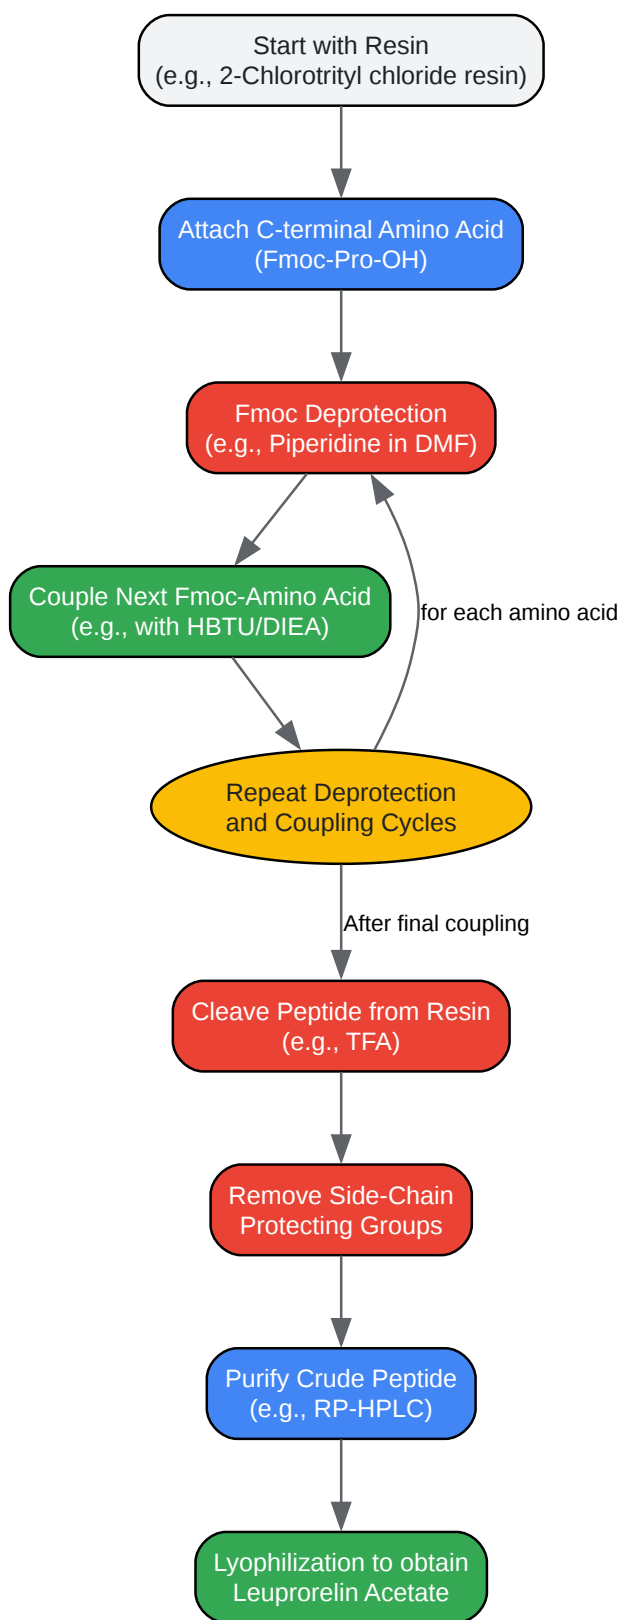 Start with Resin
(e.g., 2-Chlorotrityl chloride resin)
Attach C-terminal Amino Acid
(Fmoc-Pro-OH)
Fmoc Deprotection
(e.g., Piperidine in DMF)
Couple Next Fmoc-Amino Acid
(e.g., with HBTU/DIEA)
for each amino acid
Repeat Deprotection
and Coupling Cycles
After final coupling
Cleave Peptide from Resin
(e.g., TFA)
Remove Side-Chain
Protecting Groups
Purify Crude Peptide
(e.g., RP-HPLC)
Lyophilization to obtain
Leuprorelin Acetate